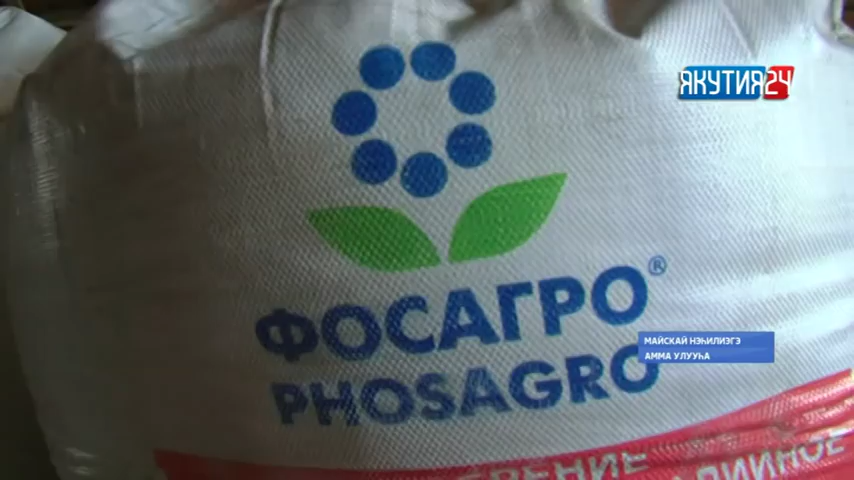 ЯКУТИЯ24
ФОСАГРО®
PHOSAGRO
МАЙСКАЙ НЭҺИЛИЭГЭ
АММА УЛУУҺА